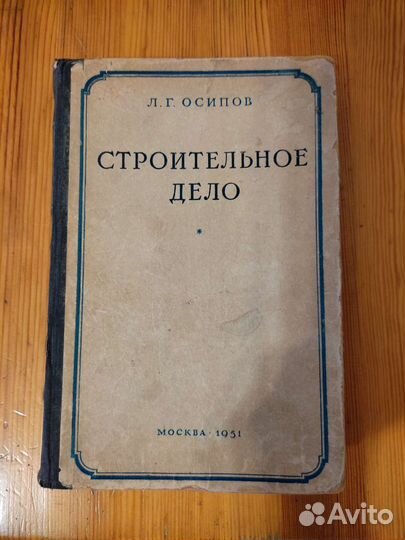 Л. Г. ОСИПОВ
СТРОИТЕЛЬНОЕ
ДЕЛО
*
МОСКВА · 1951
Avito